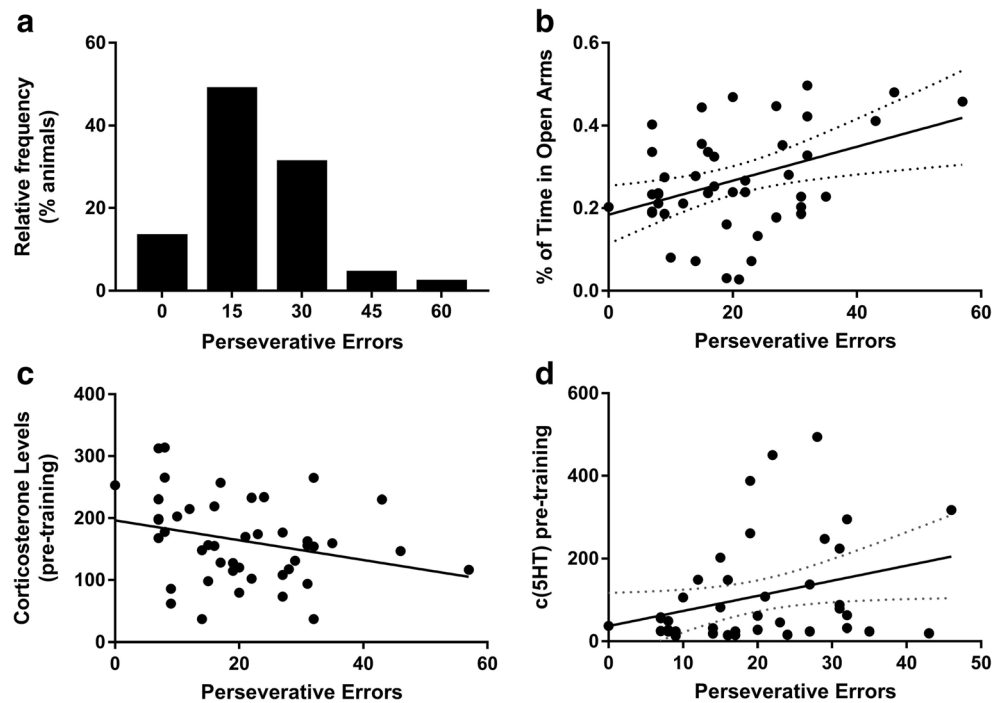 a
60
40
20
0
Relative frequency
(% animals)
0 15 30 45 60
Perseverative Errors
b
0.6
0.4
0.2
0.0
% of Time in Open Arms
0 20 40 60
Perseverative Errors
c
400
300
200
100
0
Corticosterone Levels
(pre-training)
0 20 40 60
Perseverative Errors
d
600
400
200
0
c(5HT) pre-training
0 10 20 30 40 50
Perseverative Errors